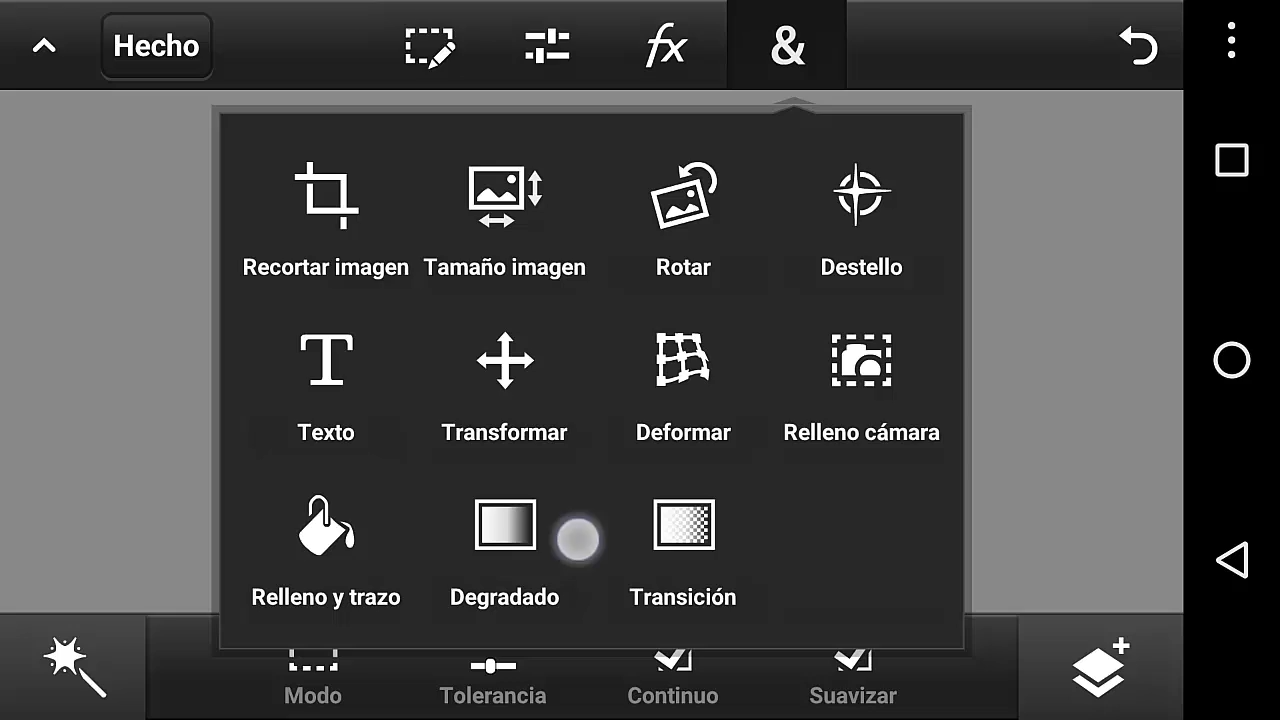 Hecho
fx
&
Recortar imagen
Tamaño imagen
Rotar
Destello
T
Texto
Transformar
Deformar
Relleno cámara
Relleno y trazo
Degradado
Transición
Modo
Tolerancia
Continuo
Suavizar